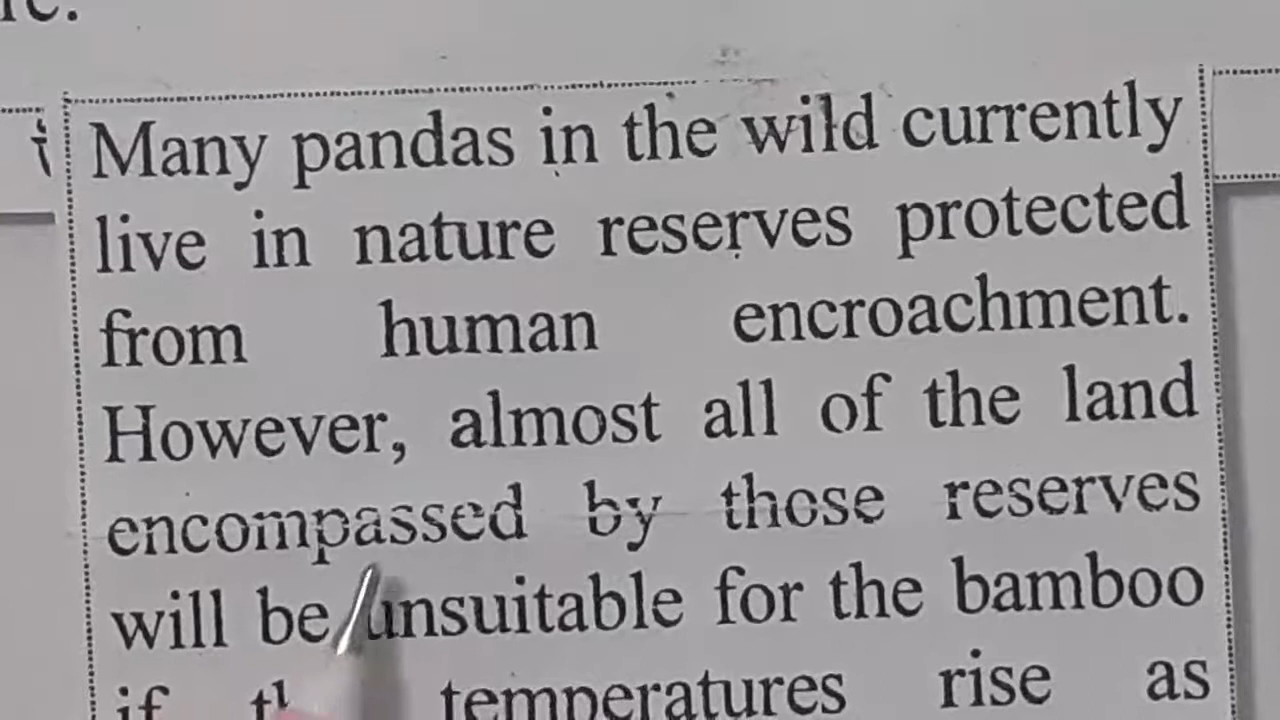 Many pandas in the wild currently
live in nature reserves protected
from human encroachment.
However, almost all of the land
encompassed by those reserves
will be unsuitable for the bamboo
if temperatures rise as